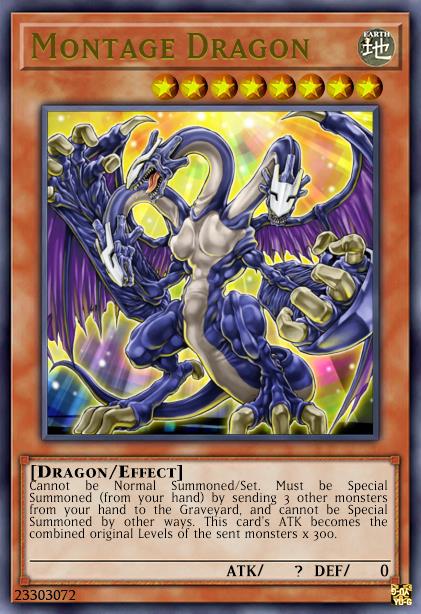 Montage Dragon
EARTH
地
[Dragon/Effect]
Cannot be Normal Summoned/Set. Must be Special
Summoned (from your hand) by sending 3 other monsters
from your hand to the Graveyard, and cannot be Special
Summoned by other ways. This card's ATK becomes the
combined original Levels of the sent monsters x 300.
ATK/ ? DEF/ 0
23303072